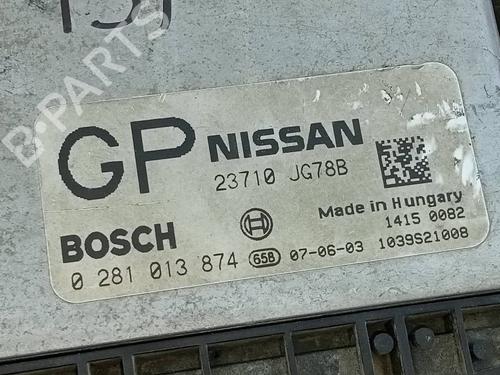 B-PARTS
GP NISSAN
23710 JG78B
Made in Hungary
1415 0082
BOSCH
0 281 013 874 658 07-06-03 1039S21008